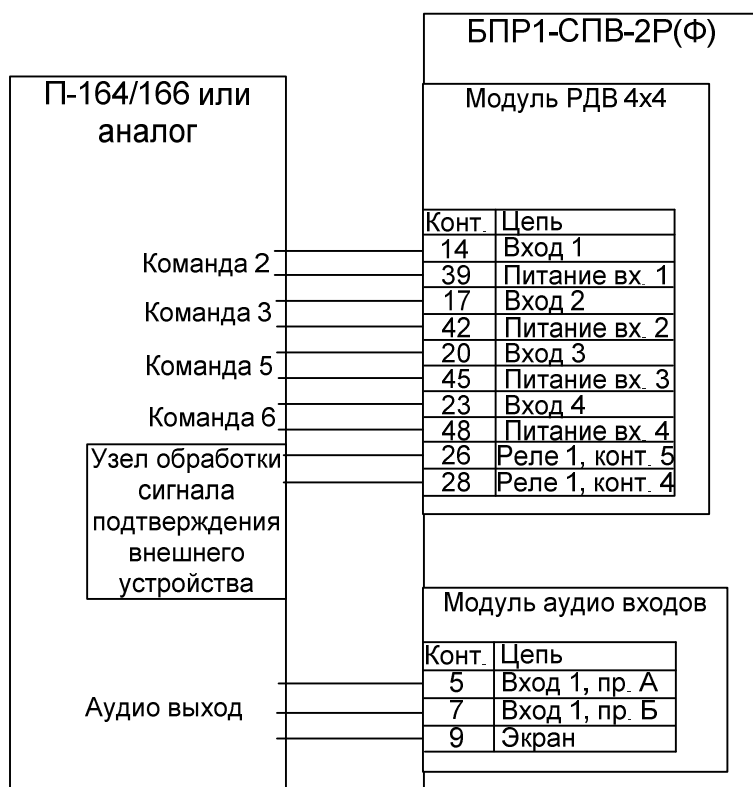 БПР1-СПВ-2Р(Ф)
П-164/166 или
аналог
Модуль РДВ 4х4
Конт. Цепь
Команда 2
14 Вход 1
39 Питание вх. 1
Команда 3
17 Вход 2
42 Питание вх. 2
Команда 5
20 Вход 3
45 Питание вх. 3
Команда 6
23 Вход 4
48 Питание вх. 4
Узел обработки
сигнала
подтверждения
внешнего
устройства
26 Реле 1, конт. 5
28 Реле 1, конт. 4
Модуль аудио входов
Конт. Цепь
Аудио выход
5 Вход 1, пр. А
7 Вход 1, пр. Б
9 Экран